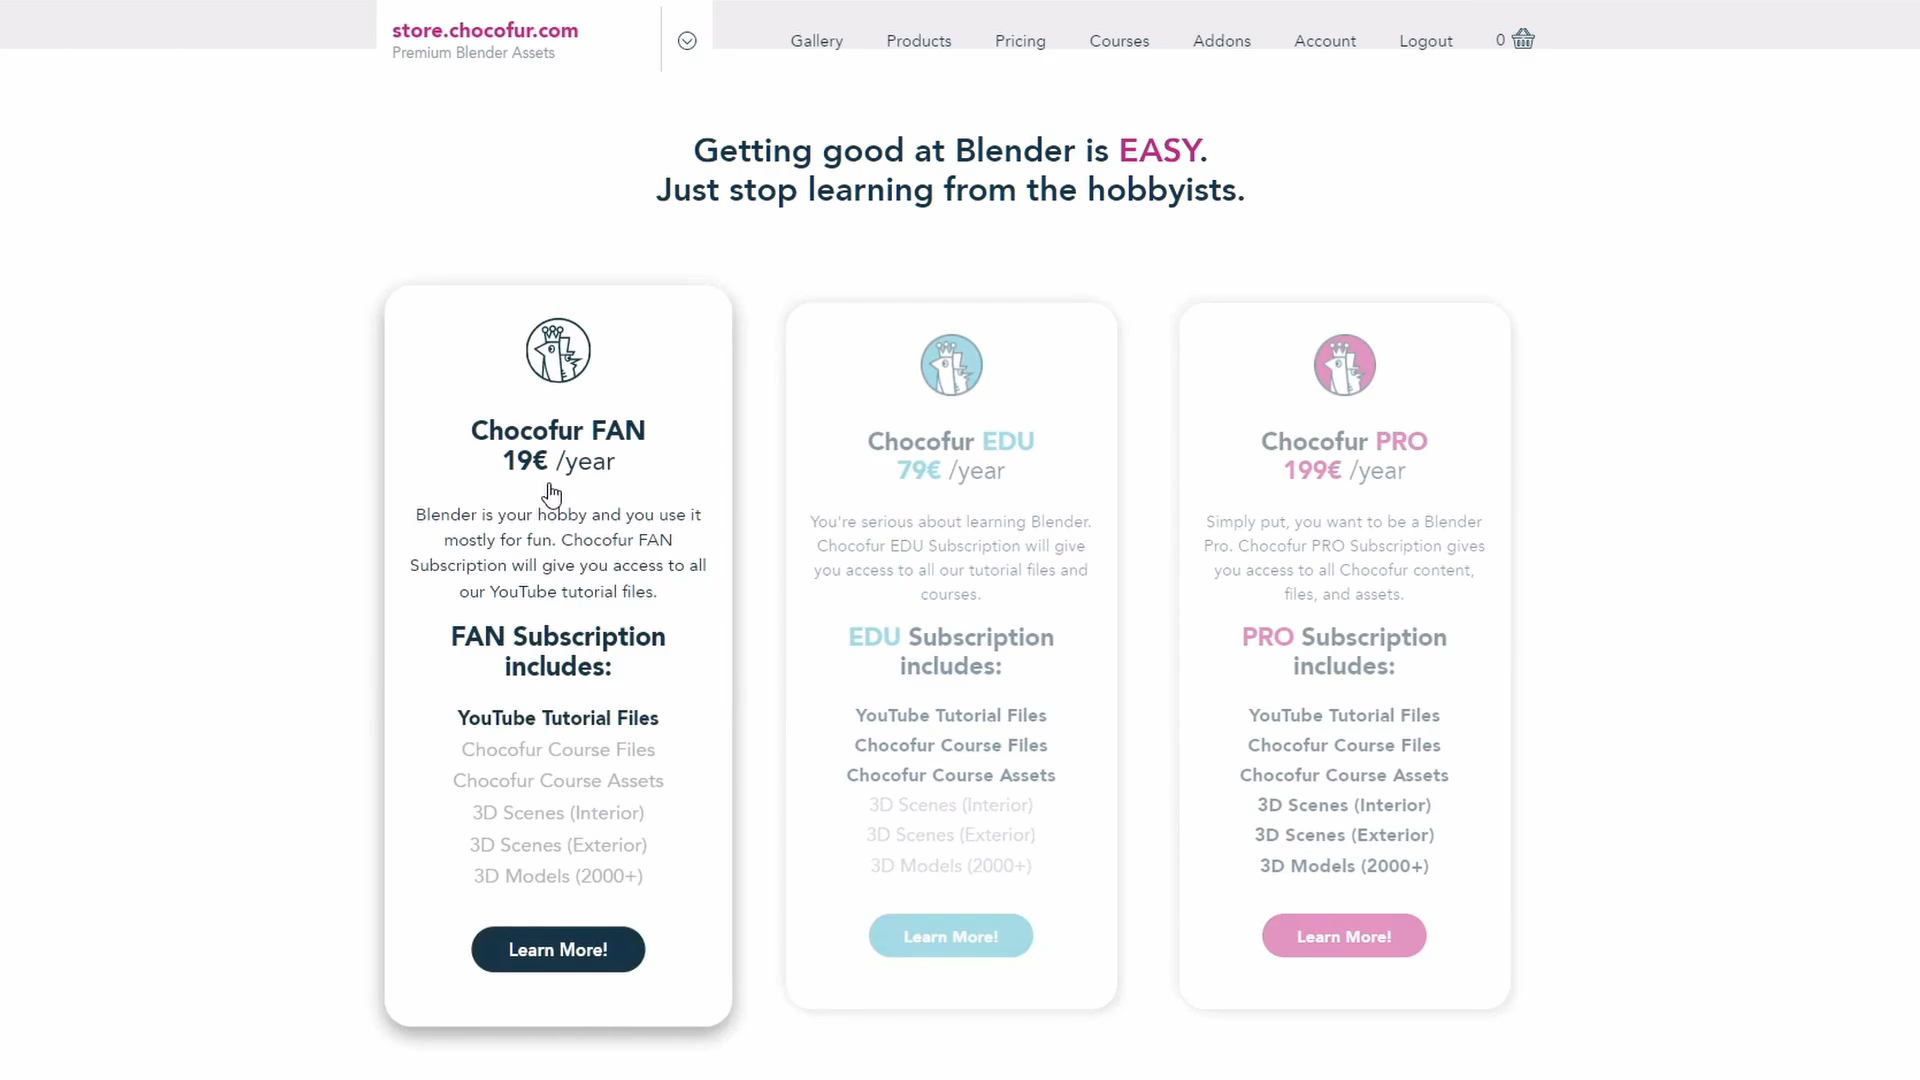 store.chocofur.com
Premium Blender Assets
Gallery
Products
Pricing
Courses
Addons
Account
Logout
0
Getting good at Blender is EASY.
Just stop learning from the hobbyists.
Chocofur FAN
19€ /year
Blender is your hobby and you use it
mostly for fun. Chocofur FAN
Subscription will give you access to all
our YouTube tutorial files.
FAN Subscription
includes:
YouTube Tutorial Files
Chocofur Course Files
Chocofur Course Assets
3D Scenes (Interior)
3D Scenes (Exterior)
3D Models (2000+)
Learn More!
Chocofur EDU
79€ /year
You're serious about learning Blender.
Chocofur EDU Subscription will give
you access to all our tutorial files and
courses.
EDU Subscription
includes:
YouTube Tutorial Files
Chocofur Course Files
Chocofur Course Assets
3D Scenes (Interior)
3D Scenes (Exterior)
3D Models (2000+)
Learn More!
Chocofur PRO
199€ /year
Simply put, you want to be a Blender
Pro. Chocofur PRO Subscription gives
you access to all Chocofur content,
files, and assets.
PRO Subscription
includes:
YouTube Tutorial Files
Chocofur Course Files
Chocofur Course Assets
3D Scenes (Interior)
3D Scenes (Exterior)
3D Models (2000+)
Learn More!